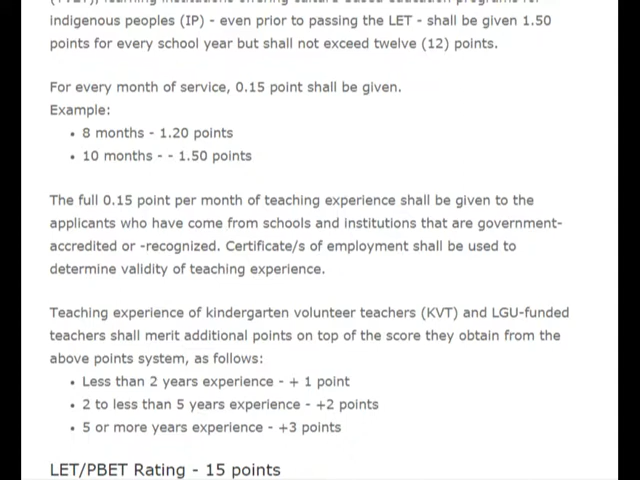 indigenous peoples (IP) - even prior to passing the LET - shall be given 1.50
points for every school year but shall not exceed twelve (12) points.
For every month of service, 0.15 point shall be given.
Example:
• 8 months - 1.20 points
• 10 months - - 1.50 points
The full 0.15 point per month of teaching experience shall be given to the
applicants who have come from schools and institutions that are government-
accredited or -recognized. Certificate/s of employment shall be used to
determine validity of teaching experience.
Teaching experience of kindergarten volunteer teachers (KVT) and LGU-funded
teachers shall merit additional points on top of the score they obtain from the
above points system, as follows:
• Less than 2 years experience - + 1 point
• 2 to less than 5 years experience - +2 points
• 5 or more years experience - +3 points
LET/PBET Rating - 15 points